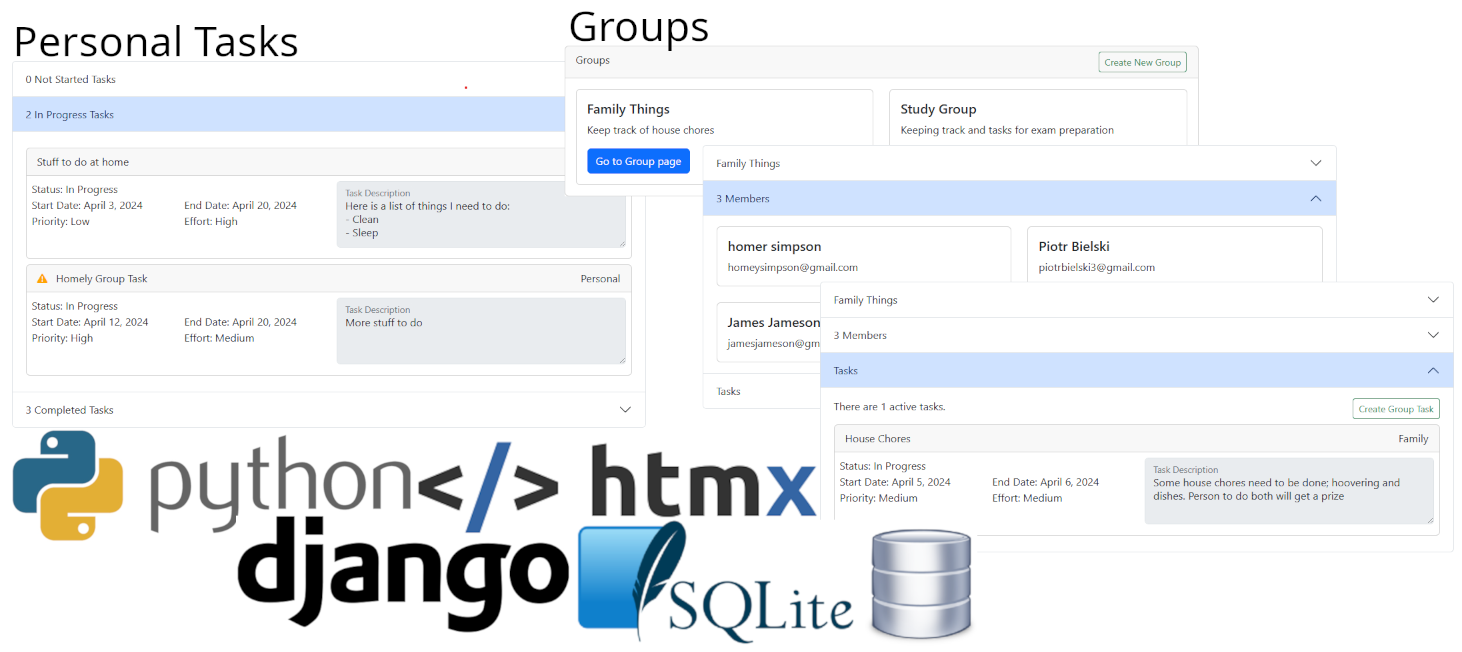 Personal Tasks
0 Not Started Tasks
2 In Progress Tasks
Stuff to do at home
Status: In Progress
Start Date: April 3, 2024
End Date: April 20, 2024
Priority: Low
Effort: High
Task Description
Here is a list of things I need to do:
- Clean
- Sleep
Homely Group Task
Personal
Status: In Progress
Start Date: April 12, 2024
End Date: April 20, 2024
Priority: High
Effort: Medium
Task Description
More stuff to do
3 Completed Tasks
Groups
Groups
Create New Group
Family Things
Keep track of house chores
Go to Group page
Study Group
Keeping track and tasks for exam preparation
Family Things
3 Members
homer simpson
homeysimpson@gmail.com
Piotr Bielski
piotrbielski3@gmail.com
James Jameson
jamesjameson@gm
Tasks
Family Things
3 Members
Tasks
There are 1 active tasks.
Create Group Task
House Chores
Family
Status: In Progress
Start Date: April 5, 2024
End Date: April 6, 2024
Priority: Medium
Effort: Medium
Task Description
Some house chores need to be done; hoovering and
dishes. Person to do both will get a prize
python
</> htmx
django
SQLite